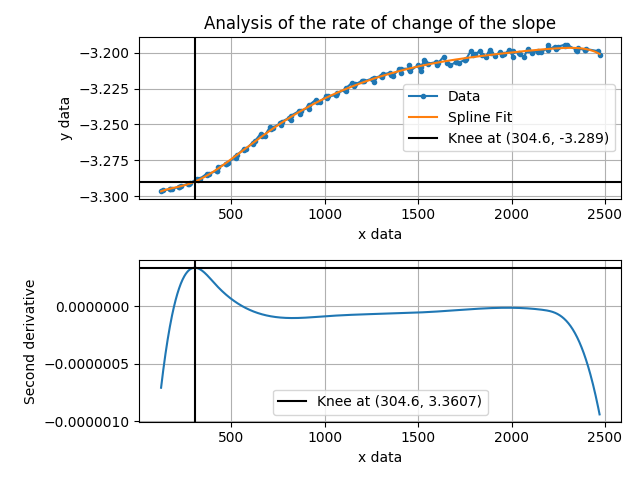 Analysis of the rate of change of the slope
y data
−3.200
−3.225
−3.250
−3.275
−3.300
Data
Spline Fit
Knee at (304.6, -3.289)
500
1000
1500
2000
2500
x data
Second derivative
0.0000000
−0.0000005
−0.0000010
Knee at (304.6, 3.3607)
500
1000
1500
2000
2500
x data